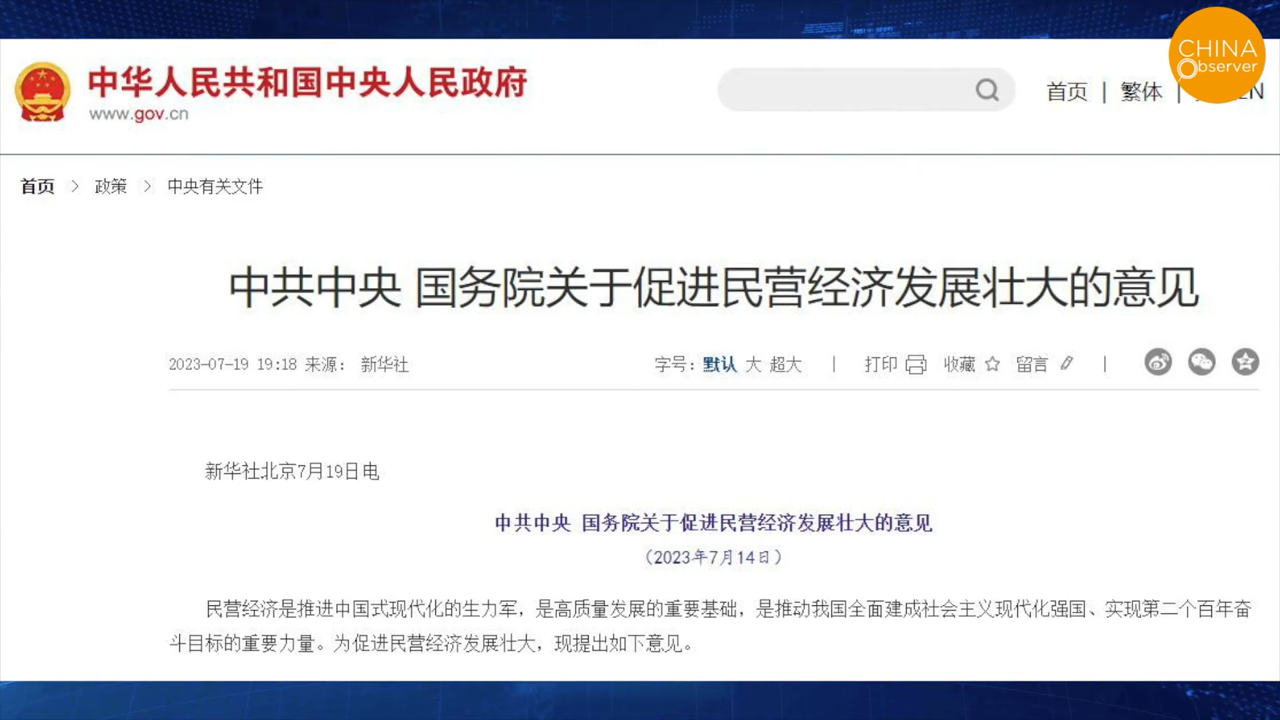 CHINA
Observer
中华人民共和国中央人民政府
www.gov.cn
首页 | 繁体 |
首页 > 政策 > 中央有关文件
中共中央 国务院关于促进民营经济发展壮大的意见
2023-07-19 19:18 来源： 新华社 字号：默认 大 超大 | 打印 收藏 留言 |
新华社北京7月19日电
中共中央 国务院关于促进民营经济发展壮大的意见
（2023年7月14日）
民营经济是推进中国式现代化的生力军，是高质量发展的重要基础，是推动我国全面建成社会主义现代化强国、实现第二个百年奋
斗目标的重要力量。为促进民营经济发展壮大，现提出如下意见。